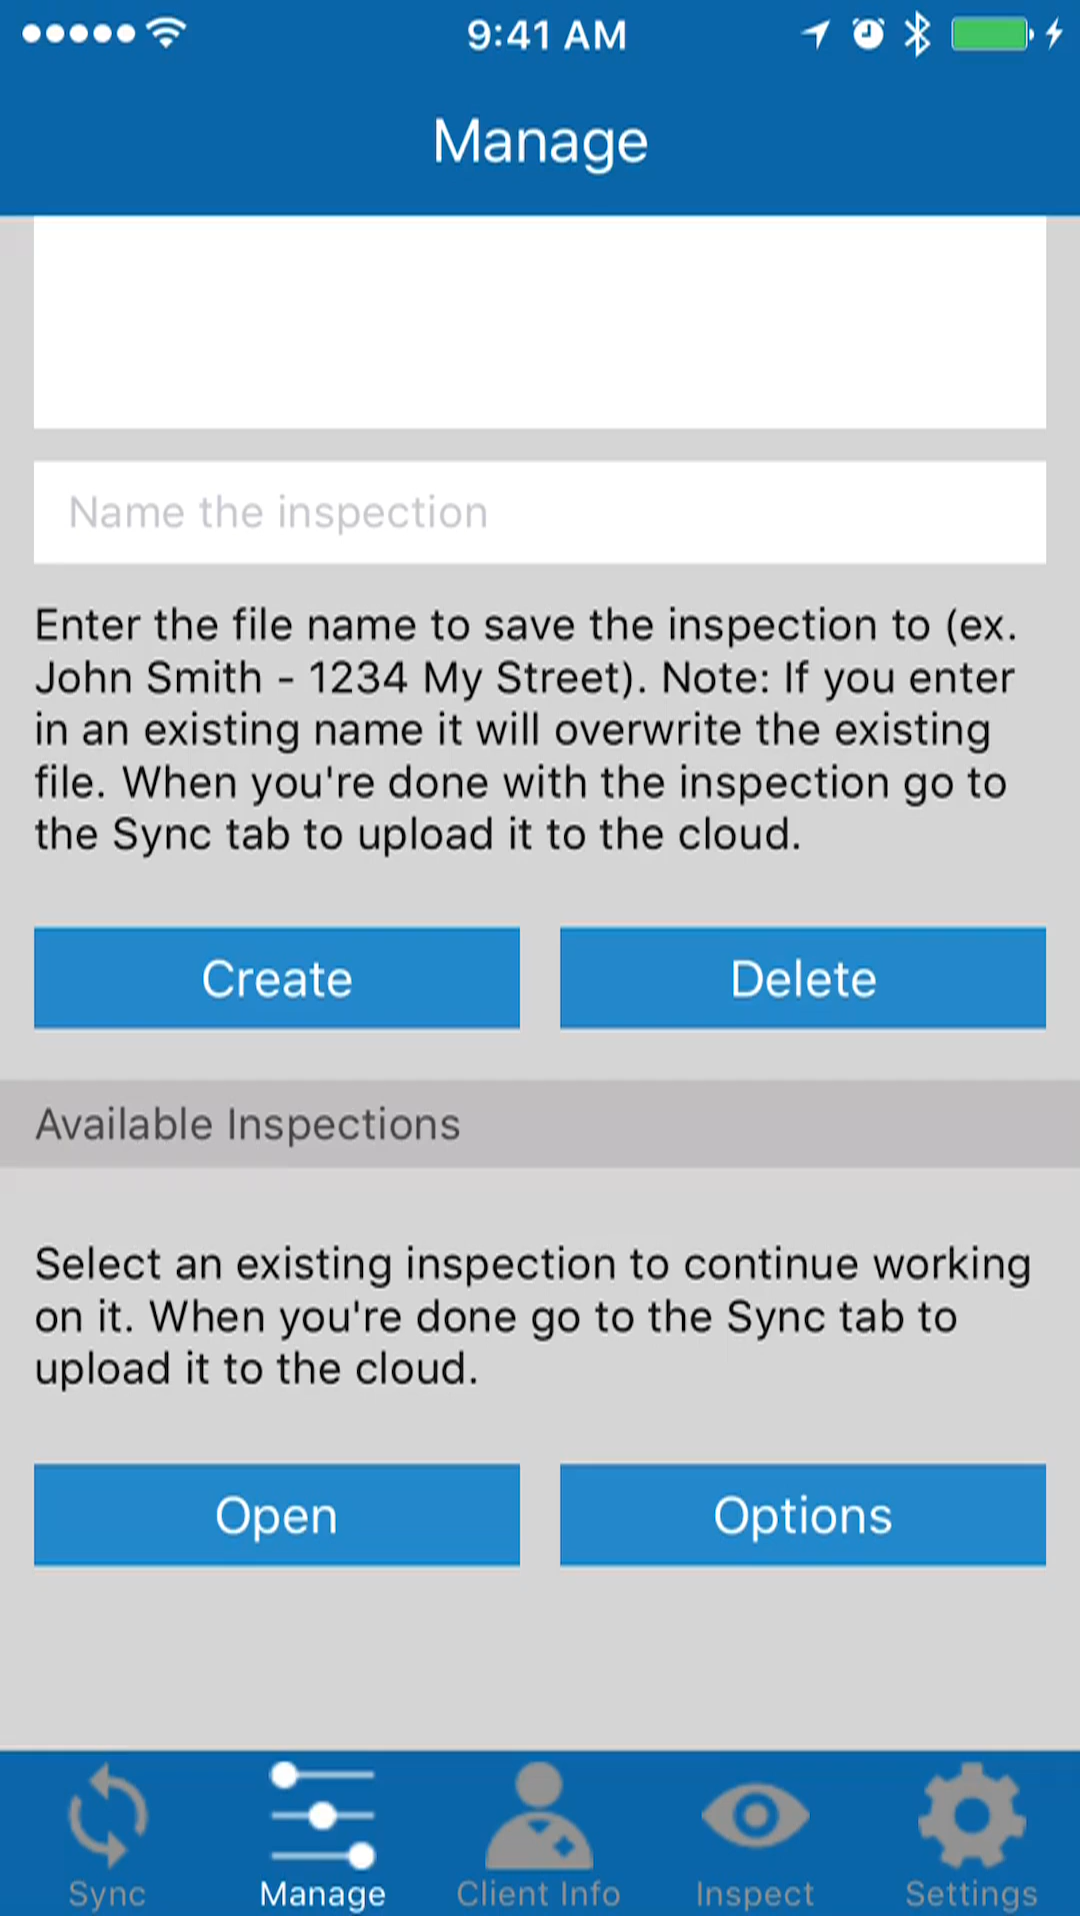 9:41 AM
Manage
Name the inspection
Enter the file name to save the inspection to (ex.
John Smith - 1234 My Street). Note: If you enter
in an existing name it will overwrite the existing
file. When you're done with the inspection go to
the Sync tab to upload it to the cloud.
Create Delete
Available Inspections
Select an existing inspection to continue working
on it. When you're done go to the Sync tab to
upload it to the cloud.
Open Options
Sync Manage Client Info Inspect Settings